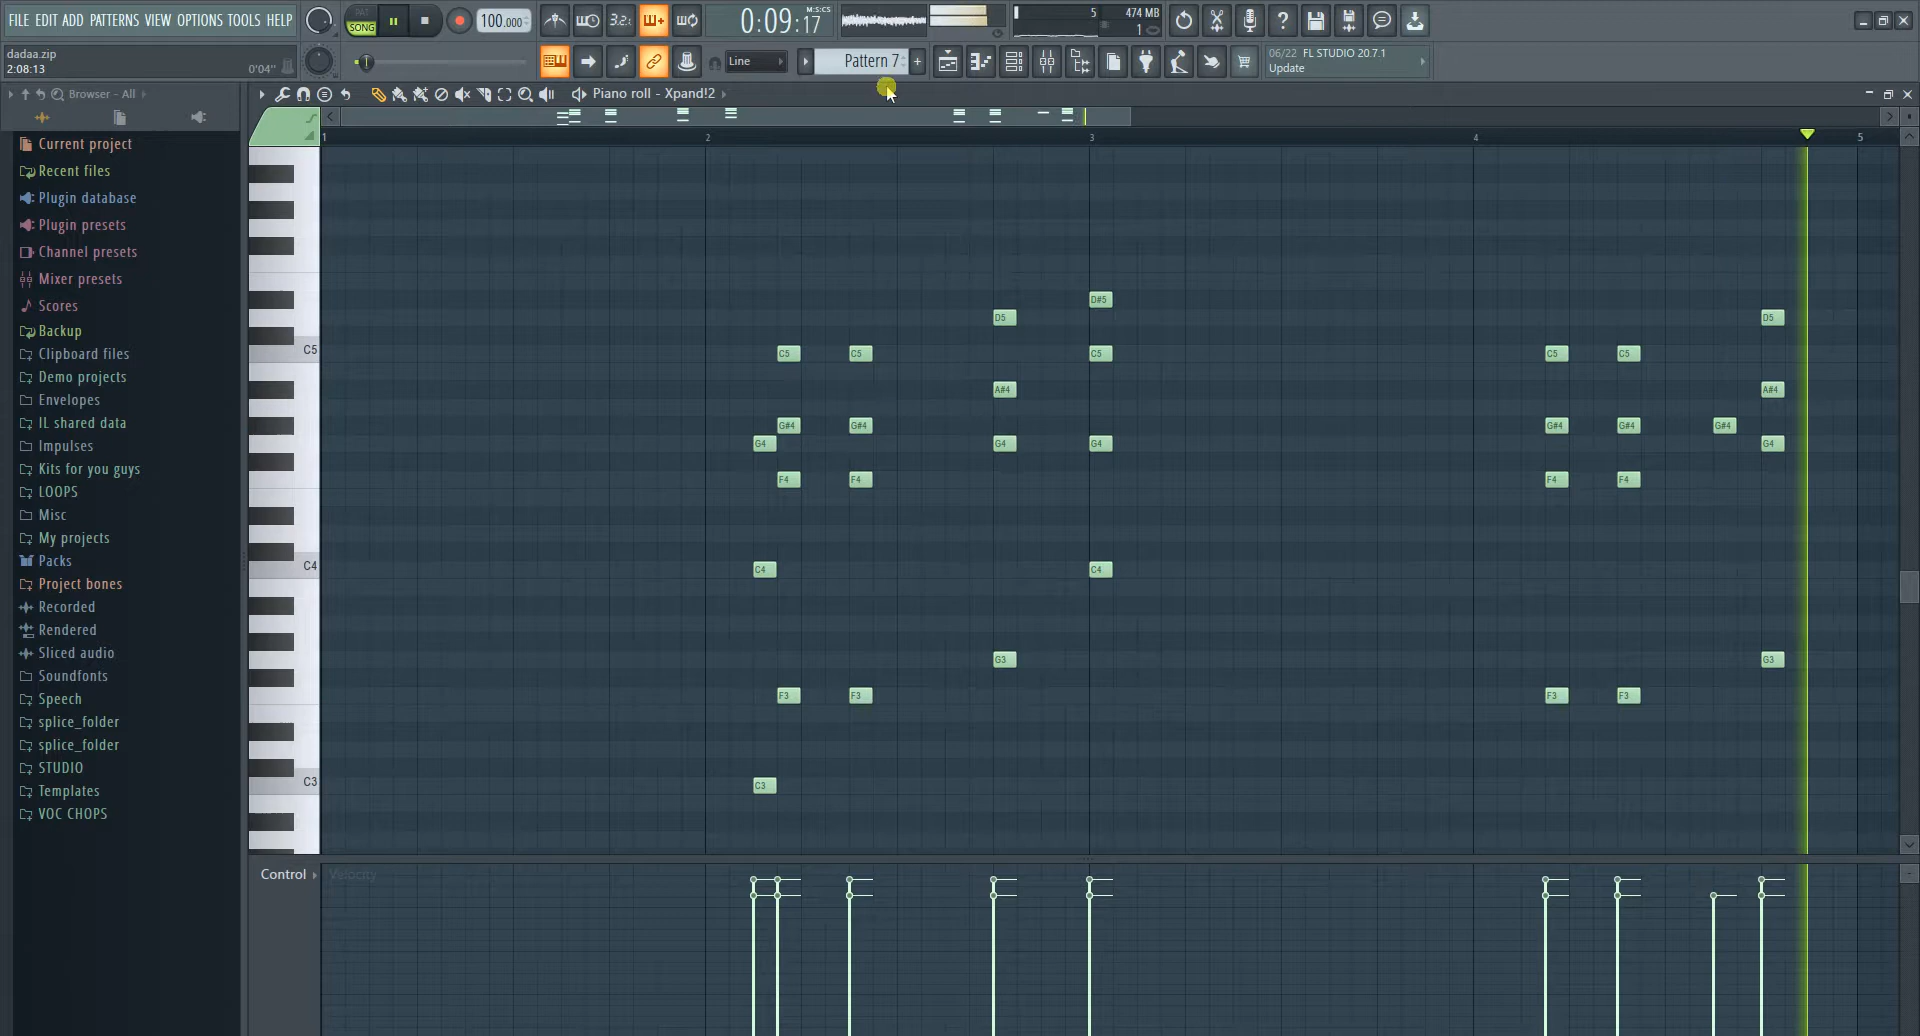 FILE EDIT ADD PATTERNS VIEW OPTIONS TOOLS HELP
PAT
SONG
100.000
3.2.
0:09:17
M:S:CS
5
474 MB
1
dadaa.zip
2:08:13
0'04"
Line
Pattern 7
06/22 FL STUDIO 20.7.1
Update
Browser - All
Piano roll - Xpand!2
1
2
3
4
5
Current project
Recent files
Plugin database
Plugin presets
Channel presets
Mixer presets
Scores
Backup
Clipboard files
Demo projects
Envelopes
IL shared data
Impulses
Kits for you guys
LOOPS
Misc
My projects
Packs
Project bones
Recorded
Rendered
Sliced audio
Soundfonts
Speech
splice_folder
splice_folder
STUDIO
Templates
VOC CHOPS
D#5
D5 D5
C5 C5 C5 C5 C5 C5
A#4 A#4
G#4 G#4 G#4 G#4 G#4
G4 G4 G4 G4
F4 F4 F4 F4
C4 C4 C4
G3 G3
F3 F3 F3 F3
C3 C3
Control
Velocity